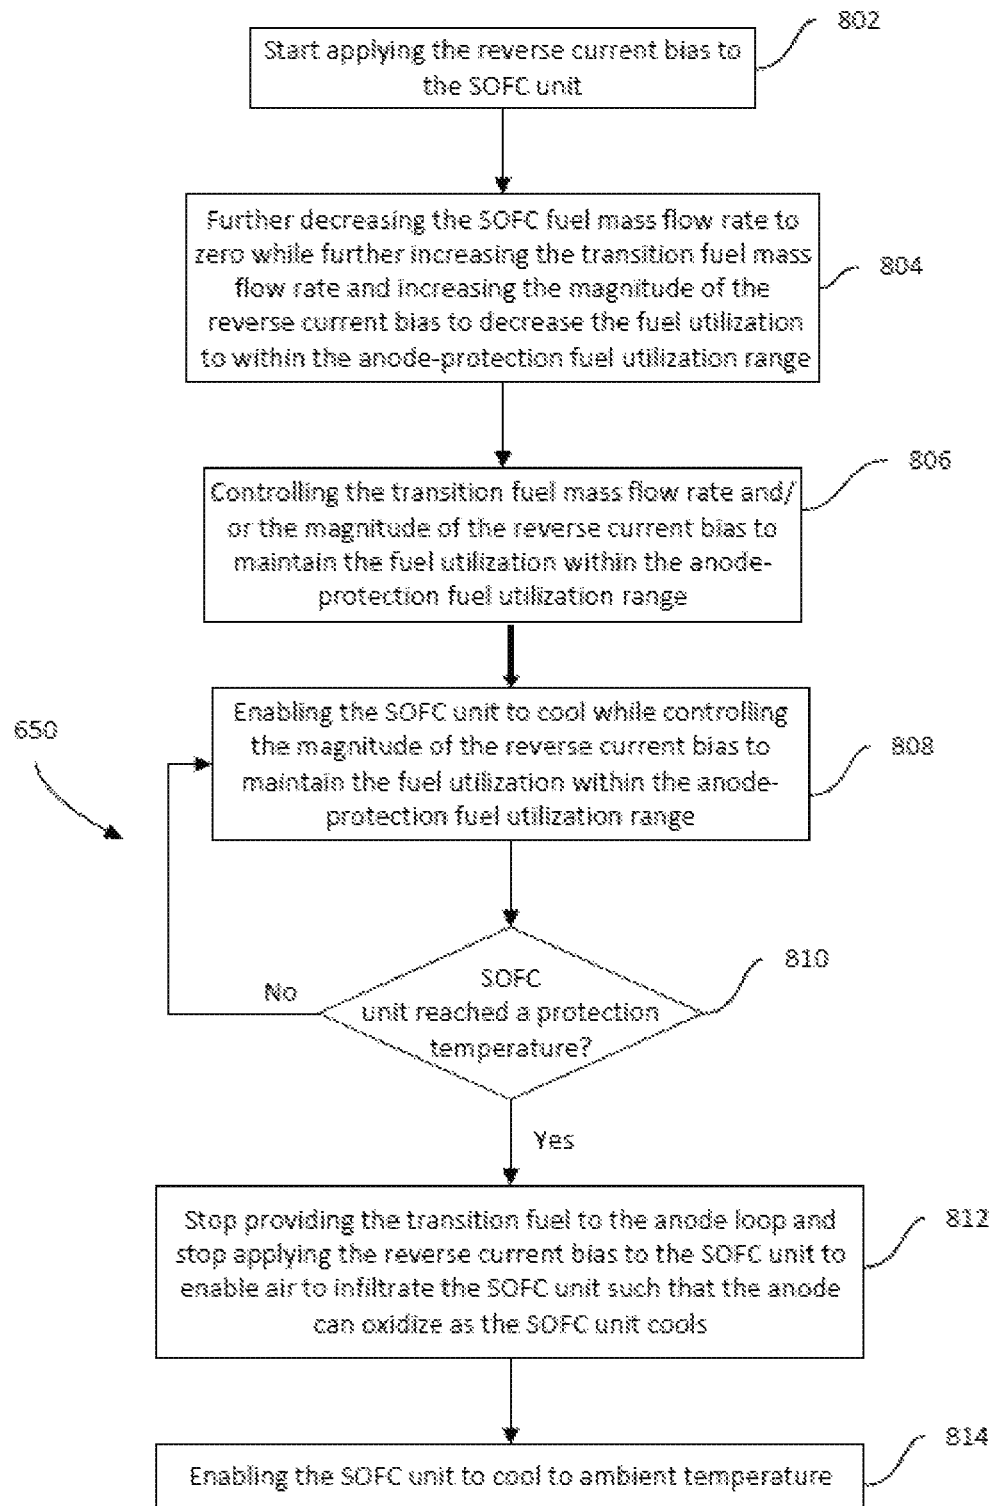 802
Start applying the reverse current bias to
the SOFC unit
Further decreasing the SOFC fuel mass flow rate to
zero while further increasing the transition fuel mass
flow rate and increasing the magnitude of the
reverse current bias to decrease the fuel utilization
to within the anode-protection fuel utilization range
804
806
Controlling the transition fuel mass flow rate and/
or the magnitude of the reverse current bias to
maintain the fuel utilization within the anode-
protection fuel utilization range
650
Enabling the SOFC unit to cool while controlling
the magnitude of the reverse current bias to
maintain the fuel utilization within the anode-
protection fuel utilization range
808
810
SOFC
unit reached a protection
temperature?
No
Yes
Stop providing the transition fuel to the anode loop and
stop applying the reverse current bias to the SOFC unit to
enable air to infiltrate the SOFC unit such that the anode
can oxidize as the SOFC unit cools
812
814
Enabling the SOFC unit to cool to ambient temperature